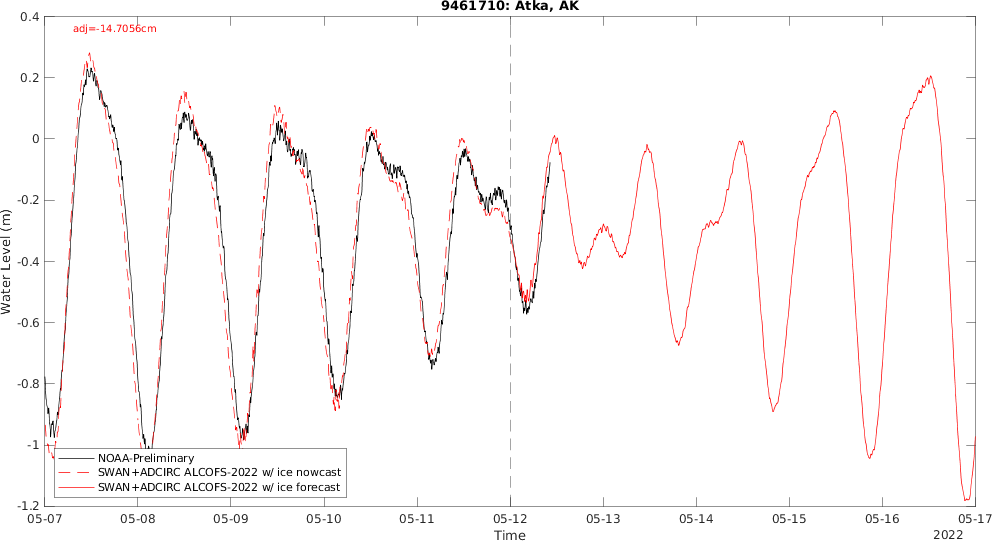 9461710: Atka, AK
adj=-14.7056cm
0.4
0.2
0
-0.2
-0.4
-0.6
-0.8
-1
-1.2
Water Level (m)
NOAA-Preliminary
SWAN+ADCIRC ALCOFS-2022 w/ ice nowcast
SWAN+ADCIRC ALCOFS-2022 w/ ice forecast
05-07 05-08 05-09 05-10 05-11 05-12 05-13 05-14 05-15 05-16 05-17
Time
2022